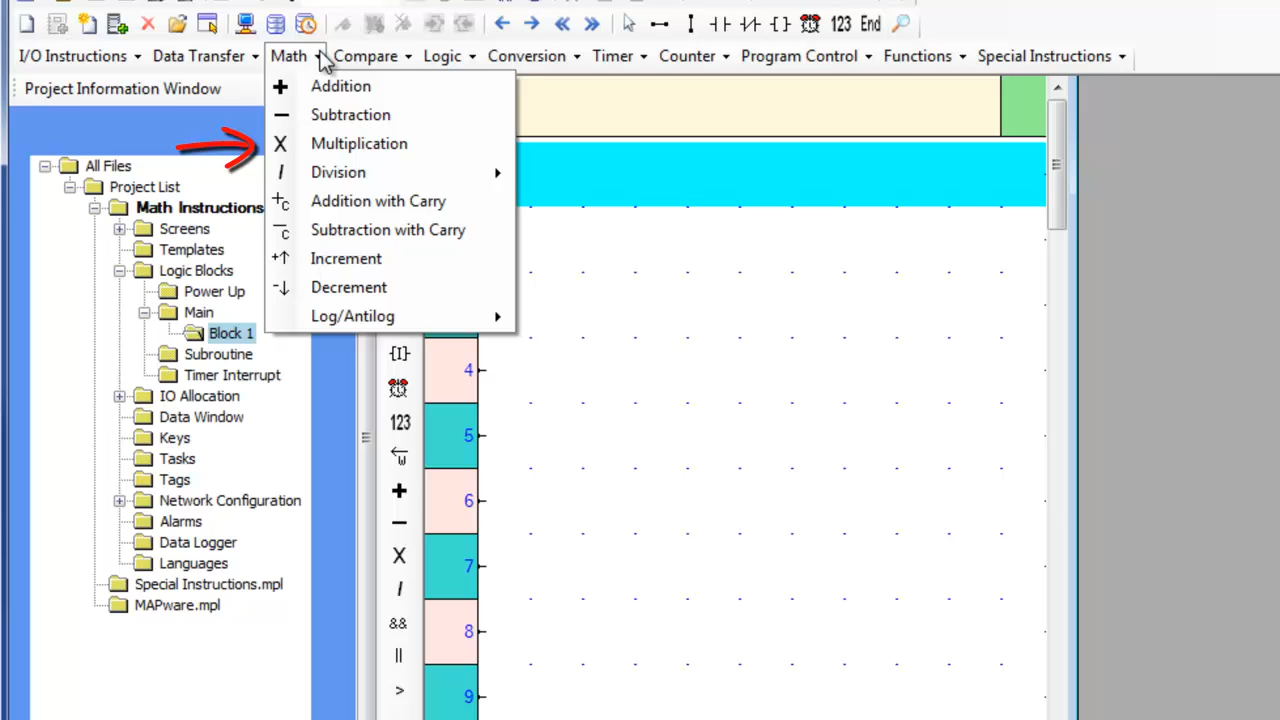 123 End
I/O Instructions Data Transfer Math Compare Logic Conversion Timer Counter Program Control Functions Special Instructions
Project Information Window
Addition
Subtraction
X Multiplication
/ Division
+C Addition with Carry
−C Subtraction with Carry
Increment
Decrement
Log/Antilog
All Files
Project List
Math Instructions
Screens
Templates
Logic Blocks
Power Up
Main
Block 1
Subroutine
Timer Interrupt
IO Allocation
Data Window
Keys
Tasks
Tags
Network Configuration
Alarms
Data Logger
Languages
Special Instructions.mpl
MAPware.mpl
{I}
123
W
+
−
X
/
&&
||
>
4
5
6
7
8
9